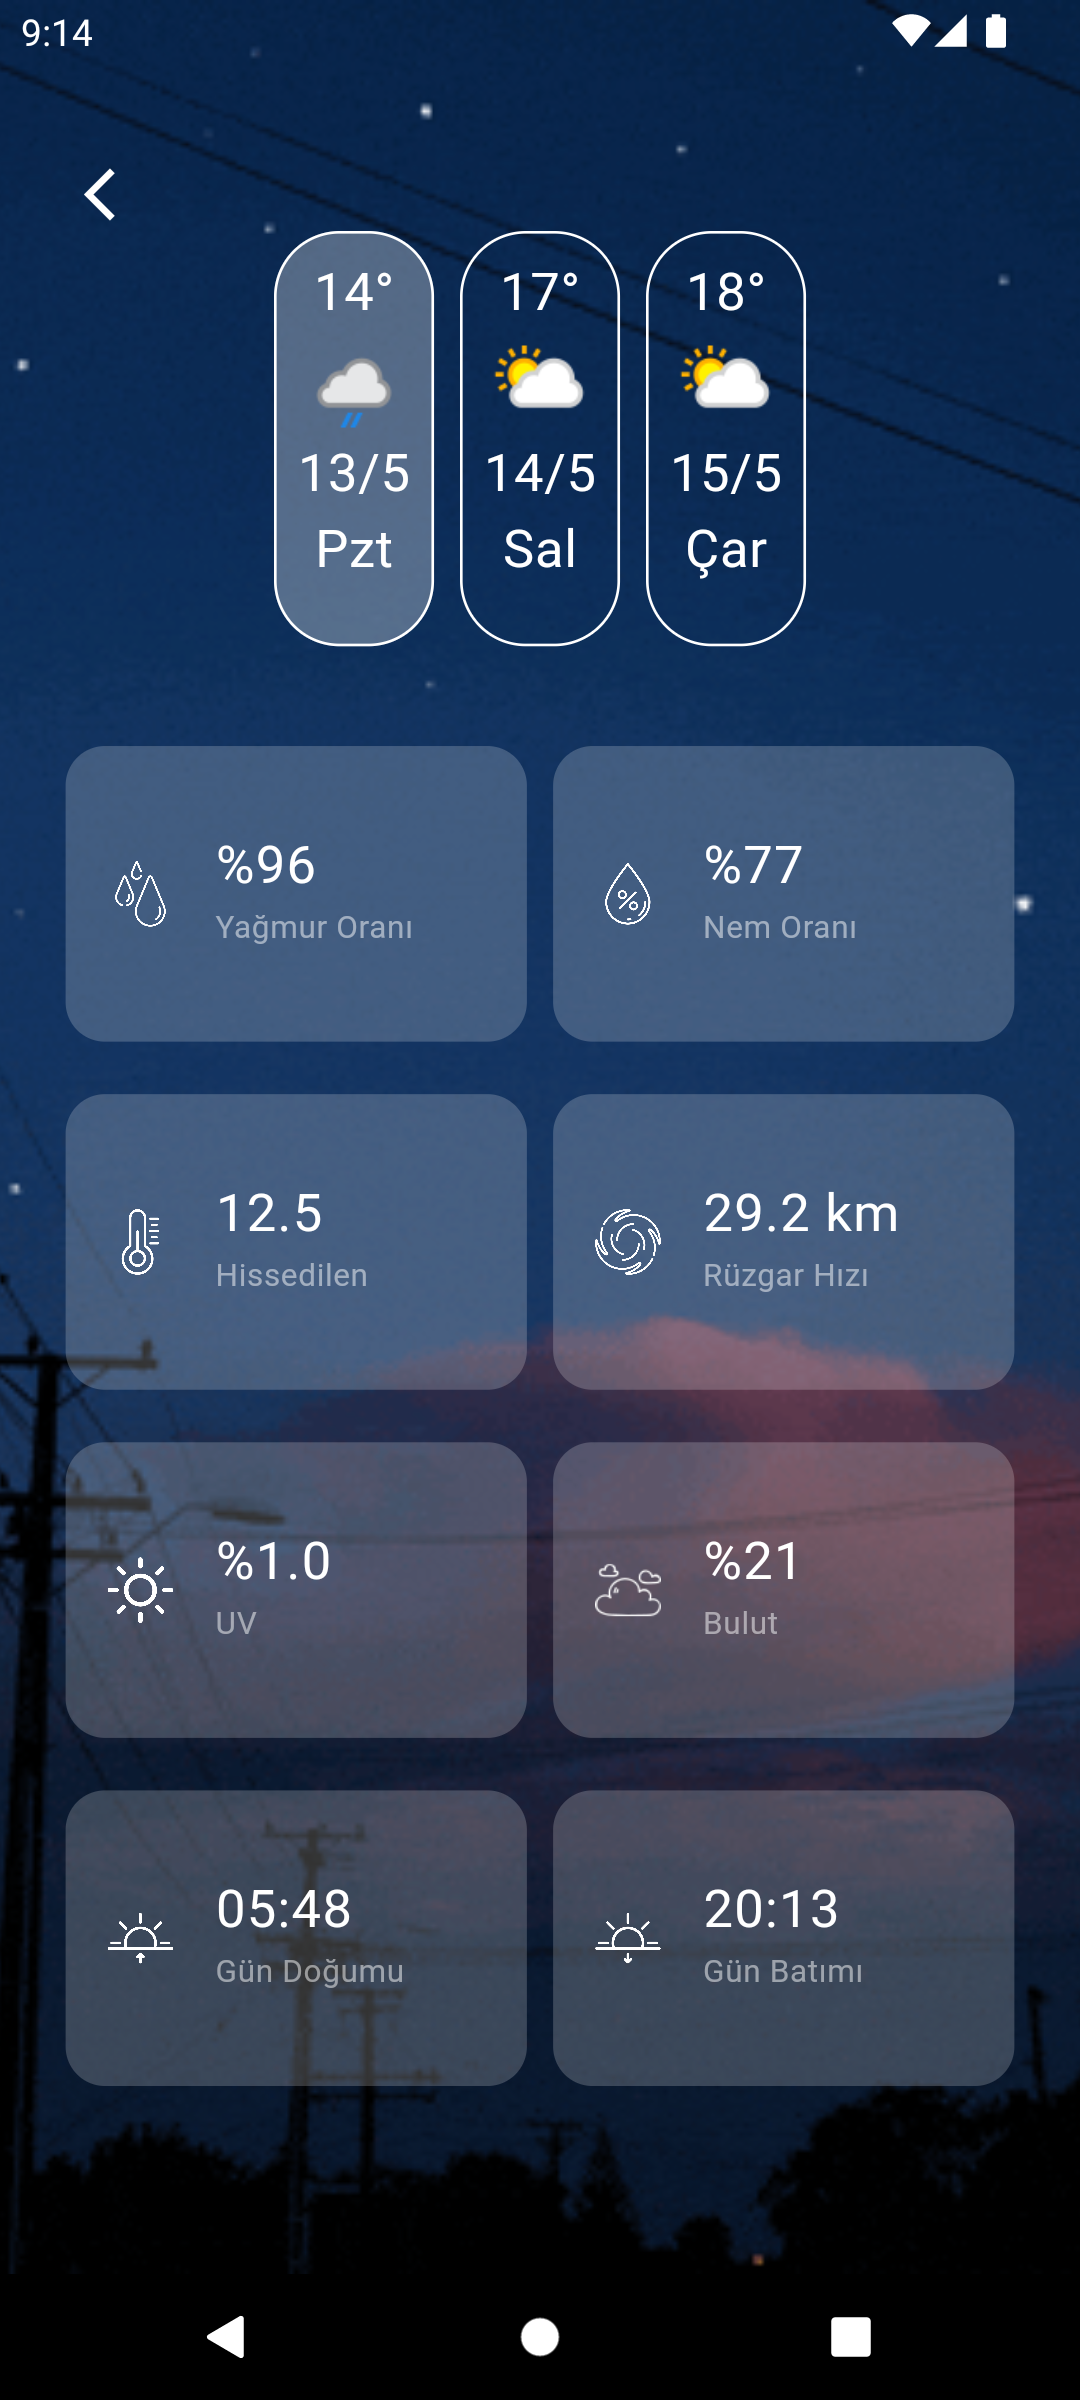 9:14
14° 17° 18°
13/5 14/5 15/5
Pzt Sal Çar
%96 %77
Yağmur Oranı Nem Oranı
12.5 29.2 km
Hissedilen Rüzgar Hızı
%1.0 %21
UV Bulut
05:48 20:13
Gün Doğumu Gün Batımı